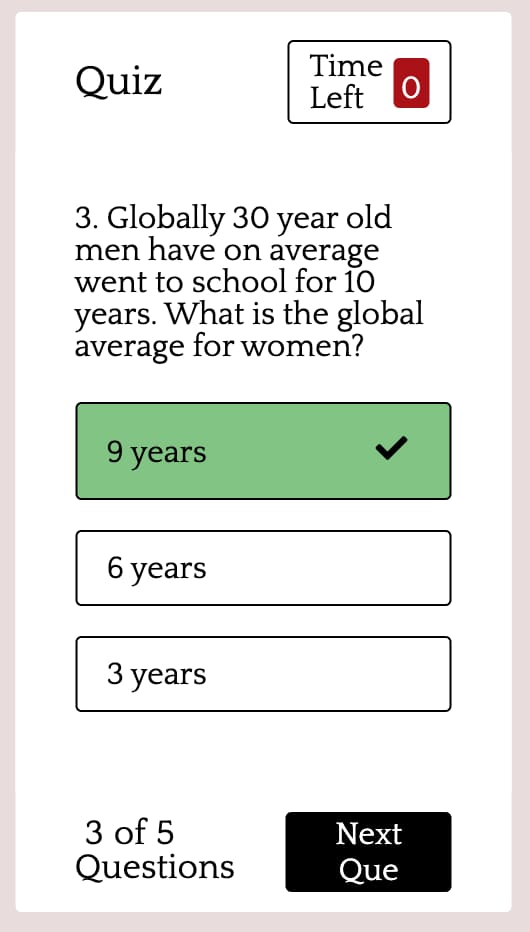 Quiz
Time
Left
0
3. Globally 30 year old
men have on average
went to school for 10
years. What is the global
average for women?
9 years
6 years
3 years
3 of 5
Questions
Next
Que